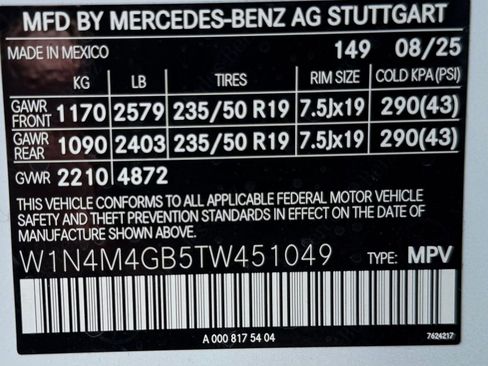 MFD BY MERCEDES-BENZ AG STUTTGART
MADE IN MEXICO 149 08/25
KG LB TIRES RIM SIZE COLD KPA(PSI)
GAWR FRONT 1170 2579 235/50 R19 7.5Jx19 290(43)
GAWR REAR 1090 2403 235/50 R19 7.5Jx19 290(43)
GVWR 2210 4872
THIS VEHICLE CONFORMS TO ALL APPLICABLE FEDERAL MOTOR VEHICLE
SAFETY AND THEFT PREVENTION STANDARDS IN EFFECT ON THE DATE OF
MANUFACTURE SHOWN ABOVE.
W1N4M4GB5TW451049 TYPE: MPV
A 000 817 54 04 7624217